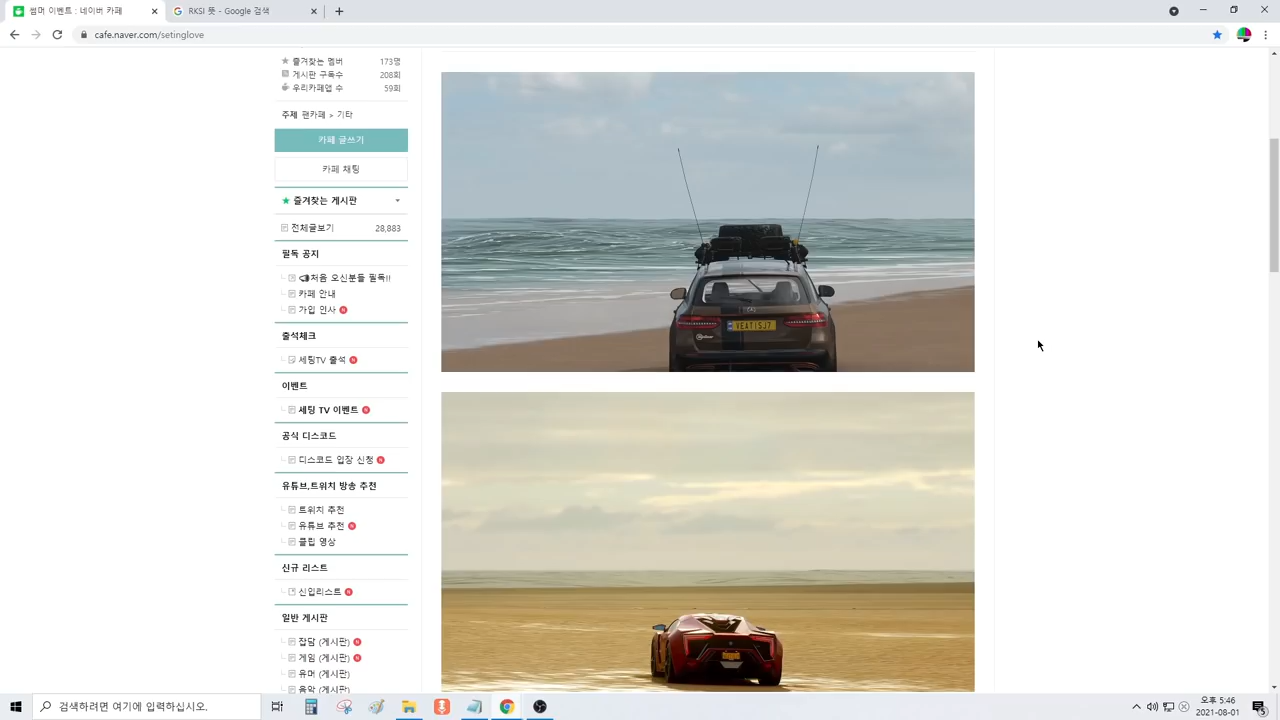 썸머 이벤트 : 네이버 카페
RKSI 뜻 - Google 검색
cafe.naver.com/setinglove
즐겨찾는 멤버 173명
게시판 구독수 208회
우리카페앱 수 59회
주제 팬카페 > 기타
카페 글쓰기
카페 채팅
즐겨찾는 게시판
전체글보기 28,883
필독 공지
처음 오신분들 필독!!
카페 안내
가입 인사 N
출석체크
세팅TV 출석 N
이벤트
세팅 TV 이벤트 N
공식 디스코드
디스코드 입장 신청 N
유튜브,트위치 방송 추천
트위치 추천
유튜브 추천 N
클립 영상
신규 리스트
신입리스트 N
일반 게시판
잡담 (게시판) N
게임 (게시판) N
유머 (게시판)
음악 (게시판)
검색하려면 여기에 입력하십시오.
오후 5:46
2021-08-01
5